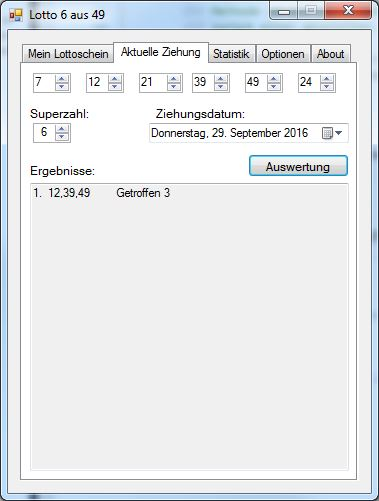 Lotto 6 aus 49
Mein Lottoschein Aktuelle Ziehung Statistik Optionen About
7 12 21 39 49 24
Superzahl: Ziehungsdatum:
6 Donnerstag, 29. September 2016
Ergebnisse: Auswertung
1. 12,39,49 Getroffen 3